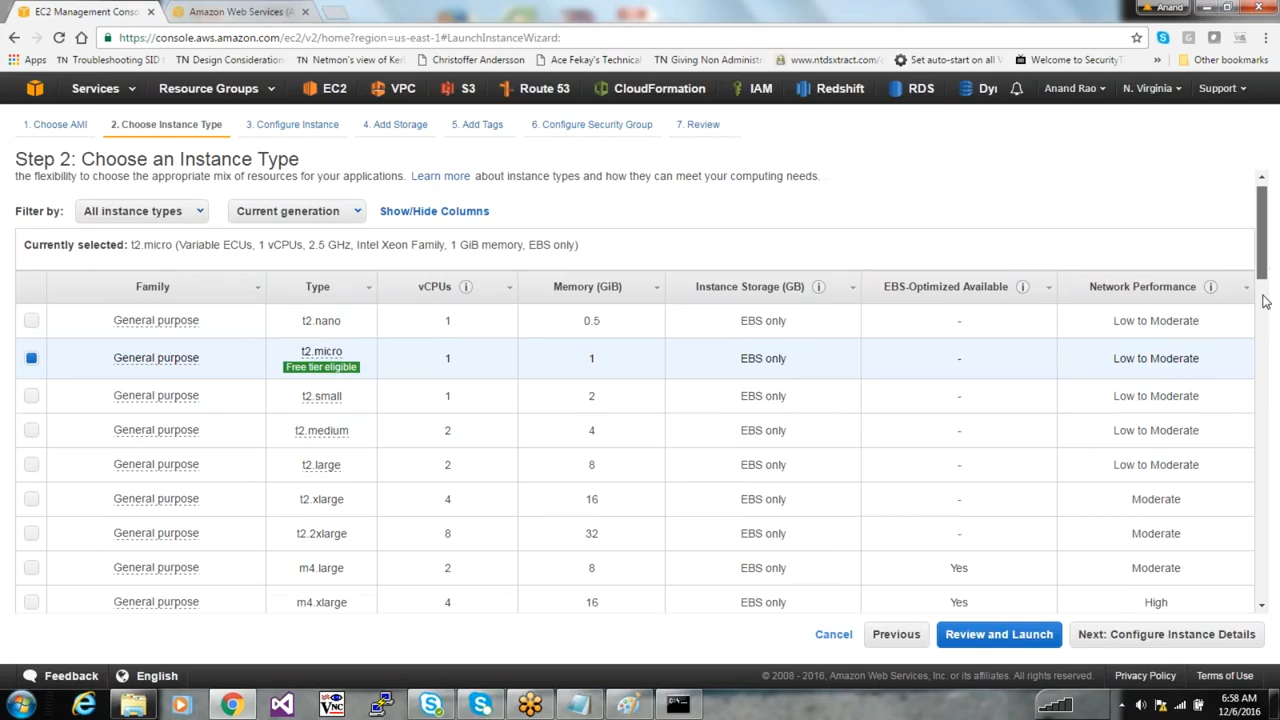 EC2 Management Conso
Amazon Web Services (A
Anand
https://console.aws.amazon.com/ec2/v2/home?region=us-east-1#LaunchInstanceWizard:
Apps TN Troubleshooting SID TN Design Consideration TN Netmon's view of Ker Christoffer Andersson Ace Fekay's Technical TN Giving Non Administr www.ntdsxtract.com/ Set auto-start on all V Welcome to SecurityT » Other bookmarks
Services Resource Groups EC2 VPC S3 Route 53 CloudFormation IAM Redshift RDS Dyn Anand Rao N. Virginia Support
1. Choose AMI 2. Choose Instance Type 3. Configure Instance 4. Add Storage 5. Add Tags 6. Configure Security Group 7. Review
Step 2: Choose an Instance Type
the flexibility to choose the appropriate mix of resources for your applications. Learn more about instance types and how they can meet your computing needs.
Filter by: All instance types Current generation Show/Hide Columns
Currently selected: t2.micro (Variable ECUs, 1 vCPUs, 2.5 GHz, Intel Xeon Family, 1 GiB memory, EBS only)
Family Type vCPUs Memory (GiB) Instance Storage (GB) EBS-Optimized Available Network Performance
General purpose t2.nano 1 0.5 EBS only - Low to Moderate
General purpose t2.micro 1 1 EBS only - Low to Moderate
Free tier eligible
General purpose t2.small 1 2 EBS only - Low to Moderate
General purpose t2.medium 2 4 EBS only - Low to Moderate
General purpose t2.large 2 8 EBS only - Low to Moderate
General purpose t2.xlarge 4 16 EBS only - Moderate
General purpose t2.2xlarge 8 32 EBS only - Moderate
General purpose m4.large 2 8 EBS only Yes Moderate
General purpose m4.xlarge 4 16 EBS only Yes High
Cancel Previous Review and Launch Next: Configure Instance Details
Feedback English © 2008 - 2016, Amazon Web Services, Inc. or its affiliates. All rights reserved. Privacy Policy Terms of Use
6:58 AM
12/6/2016